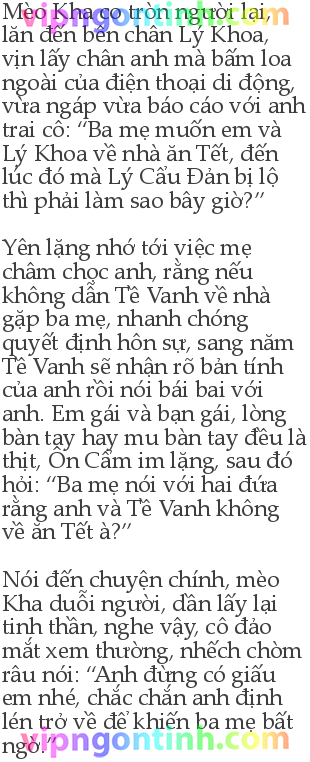 Mèo Kha co tròn người lại,
vipngontinh.com
lăn đến bên chân Lý Khoa,
vịn lấy chân anh mà bấm loa
ngoài của điện thoại di động,
vừa ngáp vừa báo cáo với anh
trai cô: “Ba mẹ muốn em và
Lý Khoa về nhà ăn Tết, đến
lúc đó mà Lý Cẩu Đản bị lộ
thì phải làm sao bây giờ?”
Yên lặng nhớ tới việc mẹ
châm chọc anh, rằng nếu
không dẫn Tề Vanh về nhà
gặp ba mẹ, nhanh chóng
quyết định hôn sự, sang năm
Tề Vanh sẽ nhận rõ bản tính
của anh rồi nói bái bai với
anh. Em gái và bạn gái, lòng
bàn tay hay mu bàn tay đều là
thịt, Ôn Cẩm im lặng, sau đó
hỏi: “Ba mẹ nói với hai đứa
rằng anh và Tề Vanh không
về ăn Tết à?”
Nói đến chuyện chính, mèo
Kha duỗi người, dần lấy lại
tinh thần, nghe vậy, cô đảo
mắt xem thường, nhếch chòm
râu nói: “Anh đừng có giấu
em nhé, chắc chắn anh định
lén trở về để khiến ba mẹ bất
ngờ.”
vipngontinh.com